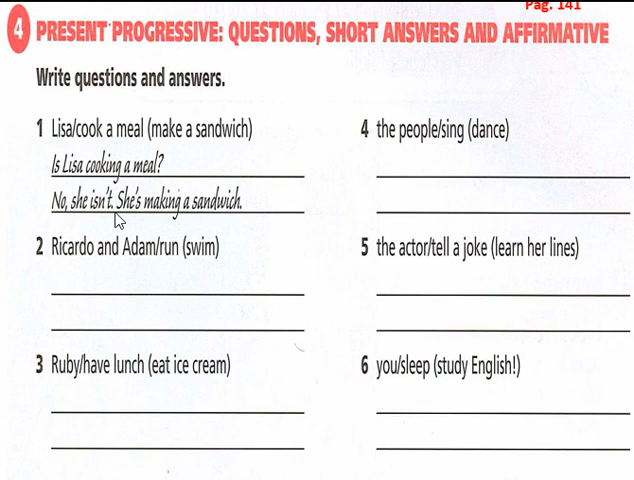 Pag. 141
4 PRESENT PROGRESSIVE: QUESTIONS, SHORT ANSWERS AND AFFIRMATIVE
Write questions and answers.
1 Lisa/cook a meal (make a sandwich)
Is Lisa cooking a meal?
No, she isn't. She's making a sandwich.
2 Ricardo and Adam/run (swim)
3 Ruby/have lunch (eat ice cream)
4 the people/sing (dance)
5 the actor/tell a joke (learn her lines)
6 you/sleep (study English!)